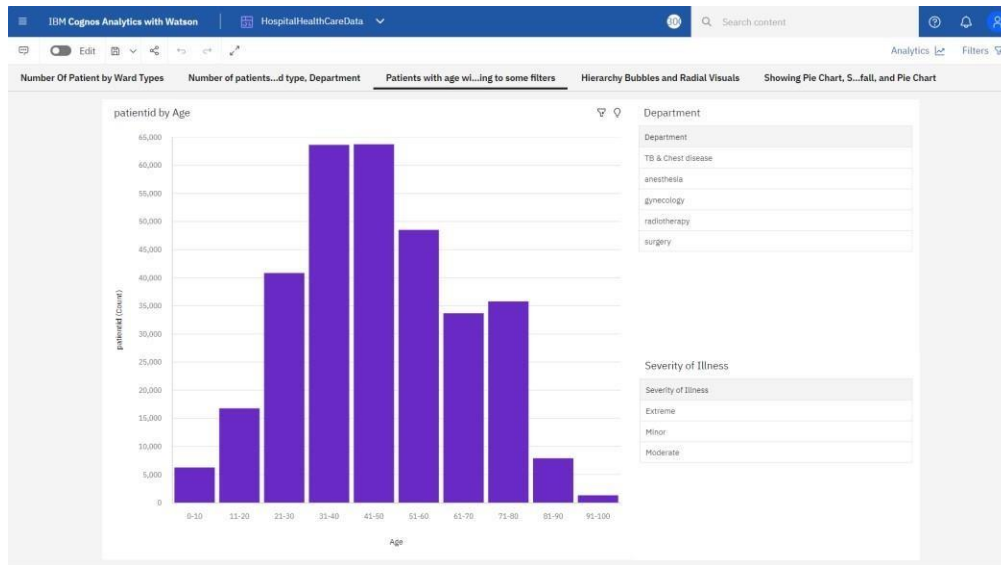 IBM Cognos Analytics with Watson
HospitalHealthCareData
Search content
Edit
Analytics
Filters
Number Of Patient by Ward Types
Number of patients...d type, Department
Patients with age wi...ing to some filters
Hierarchy Bubbles and Radial Visuals
Showing Pie Chart, S...fall, and Pie Chart
patientid by Age
65,000
60,000
55,000
50,000
45,000
40,000
35,000
30,000
25,000
20,000
15,000
10,000
5,000
0
patientid (Count)
0-10
11-20
21-30
31-40
41-50
51-60
61-70
71-80
81-90
91-100
Age
Department
Department
TB & Chest disease
anesthesia
gynecology
radiotherapy
surgery
Severity of Illness
Severity of Illness
Extreme
Minor
Moderate